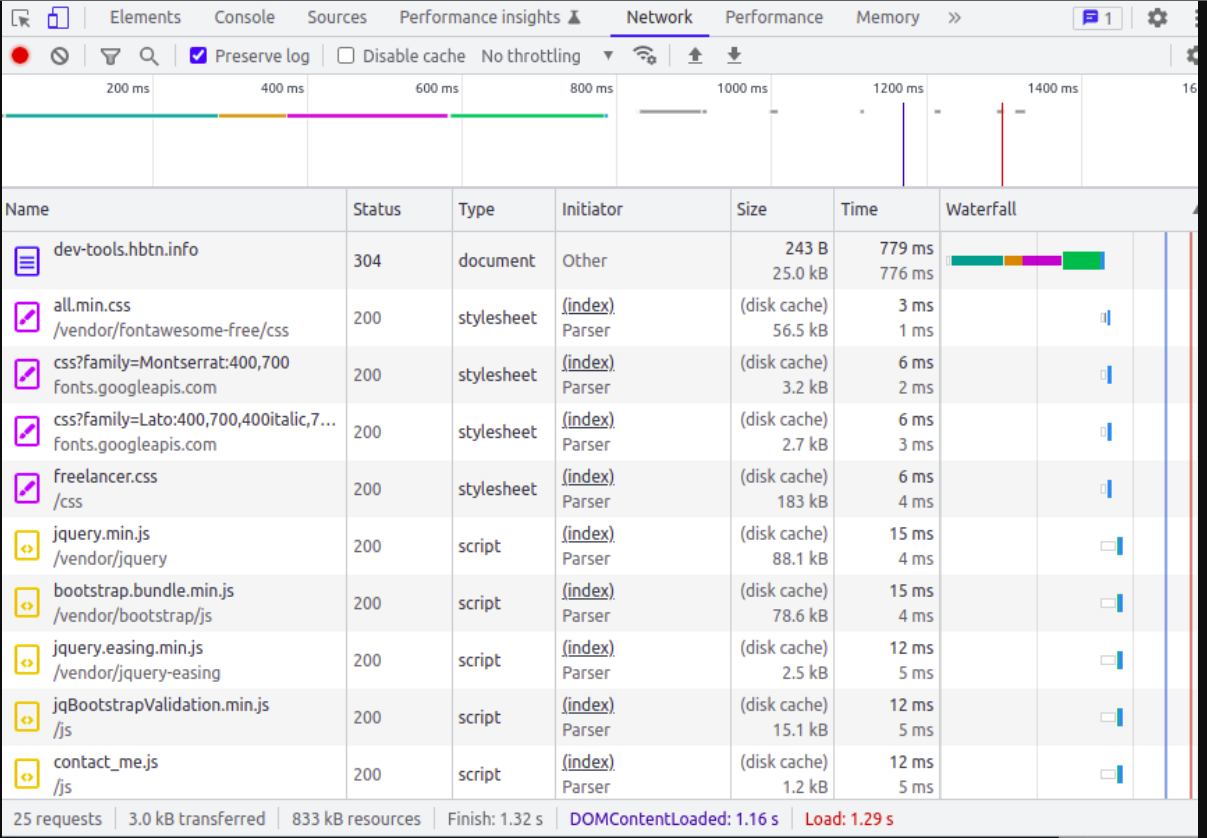 Elements Console Sources Performance insights Network Performance Memory » 1
Preserve log Disable cache No throttling
200 ms 400 ms 600 ms 800 ms 1000 ms 1200 ms 1400 ms 16
Name Status Type Initiator Size Time Waterfall
dev-tools.hbtn.info 304 document Other 243 B 779 ms
25.0 kB 776 ms
all.min.css 200 stylesheet (index) (disk cache) 3 ms
/vendor/fontawesome-free/css Parser 56.5 kB 1 ms
css?family=Montserrat:400,700 200 stylesheet (index) (disk cache) 6 ms
fonts.googleapis.com Parser 3.2 kB 2 ms
css?family=Lato:400,700,400italic,7... 200 stylesheet (index) (disk cache) 6 ms
fonts.googleapis.com Parser 2.7 kB 3 ms
freelancer.css 200 stylesheet (index) (disk cache) 6 ms
/css Parser 183 kB 4 ms
jquery.min.js 200 script (index) (disk cache) 15 ms
/vendor/jquery Parser 88.1 kB 4 ms
bootstrap.bundle.min.js 200 script (index) (disk cache) 15 ms
/vendor/bootstrap/js Parser 78.6 kB 4 ms
jquery.easing.min.js 200 script (index) (disk cache) 12 ms
/vendor/jquery-easing Parser 2.5 kB 5 ms
jqBootstrapValidation.min.js 200 script (index) (disk cache) 12 ms
/js Parser 15.1 kB 5 ms
contact_me.js 200 script (index) (disk cache) 12 ms
/js Parser 1.2 kB 5 ms
25 requests 3.0 kB transferred 833 kB resources Finish: 1.32 s DOMContentLoaded: 1.16 s Load: 1.29 s